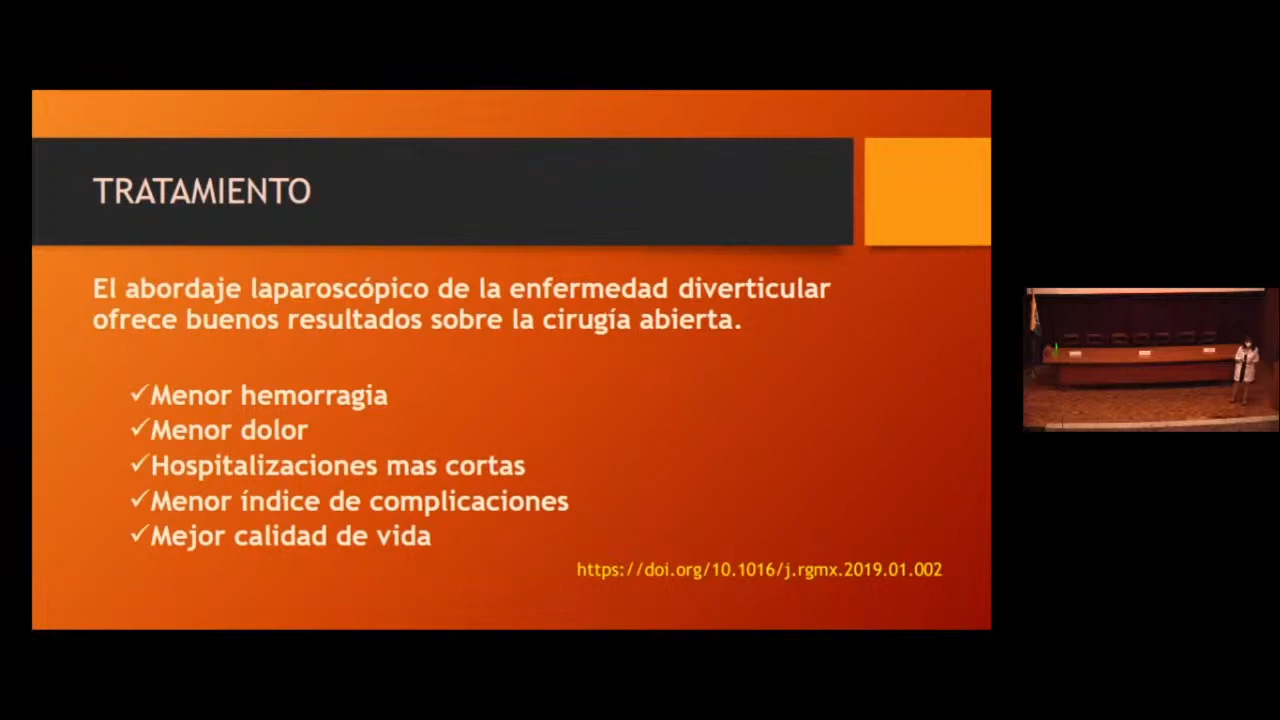 TRATAMIENTO
El abordaje laparoscópico de la enfermedad diverticular
ofrece buenos resultados sobre la cirugía abierta.
✓Menor hemorragia
✓Menor dolor
✓Hospitalizaciones mas cortas
✓Menor índice de complicaciones
✓Mejor calidad de vida
https://doi.org/10.1016/j.rgmx.2019.01.002